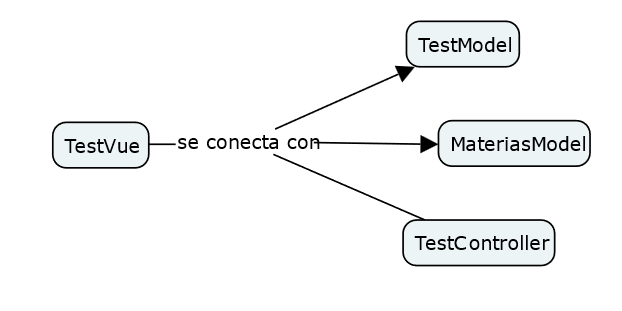 TestModel
TestVue
se conecta con
MateriasModel
TestController